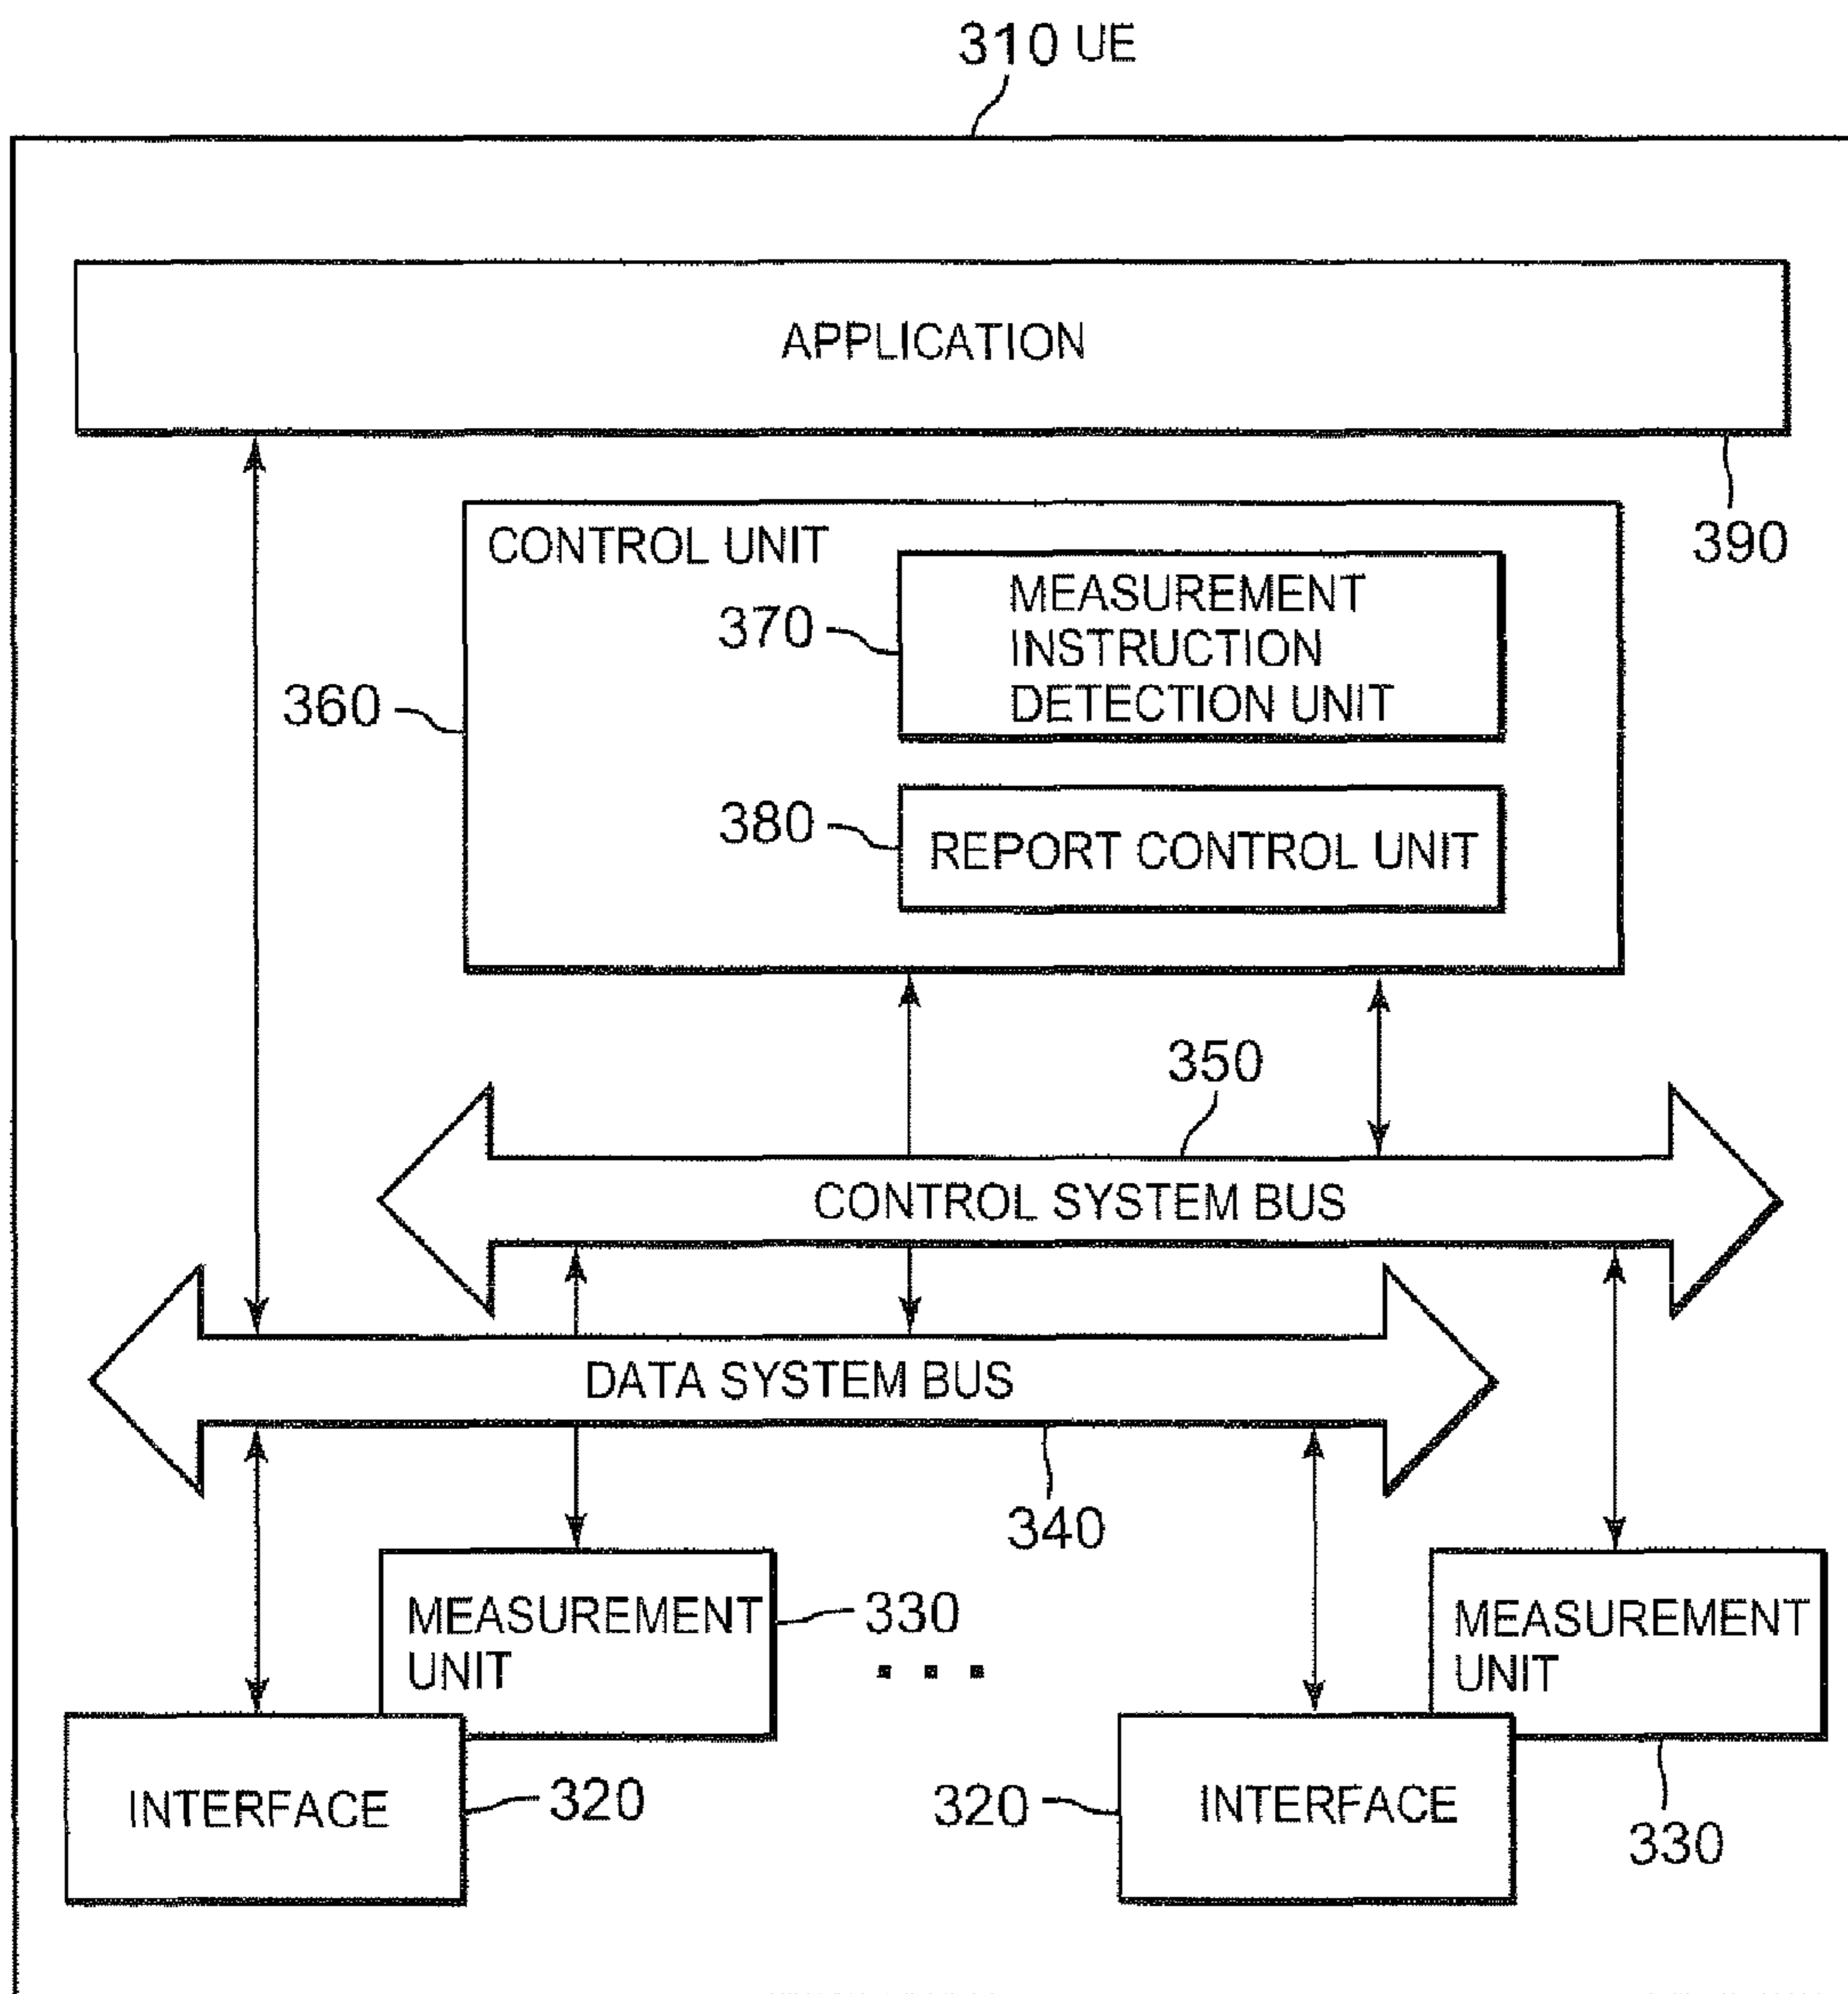 310 UE
APPLICATION
390
CONTROL UNIT
370
MEASUREMENT
INSTRUCTION
DETECTION UNIT
360
380
REPORT CONTROL UNIT
350
CONTROL SYSTEM BUS
DATA SYSTEM BUS
340
MEASUREMENT
UNIT
330
...
MEASUREMENT
UNIT
INTERFACE
320
320
INTERFACE
330